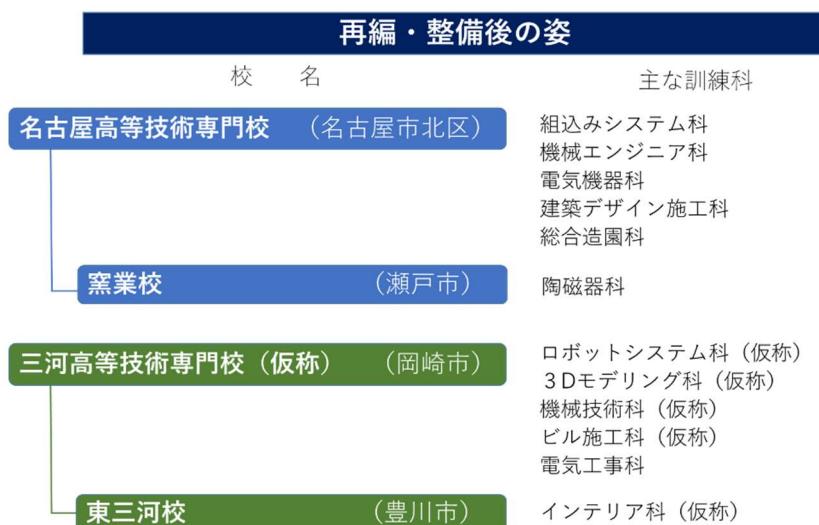 再編・整備後の姿
校　　名
主な訓練科
名古屋高等技術専門校　（名古屋市北区）
組込みシステム科
機械エンジニア科
電気機器科
建築デザイン施工科
総合造園科
窯業校　（瀬戸市）
陶磁器科
三河高等技術専門校（仮称）　（岡崎市）
ロボットシステム科（仮称）
３Dモデリング科（仮称）
機械技術科（仮称）
ビル施工科（仮称）
電気工事科
東三河校　（豊川市）
インテリア科（仮称）